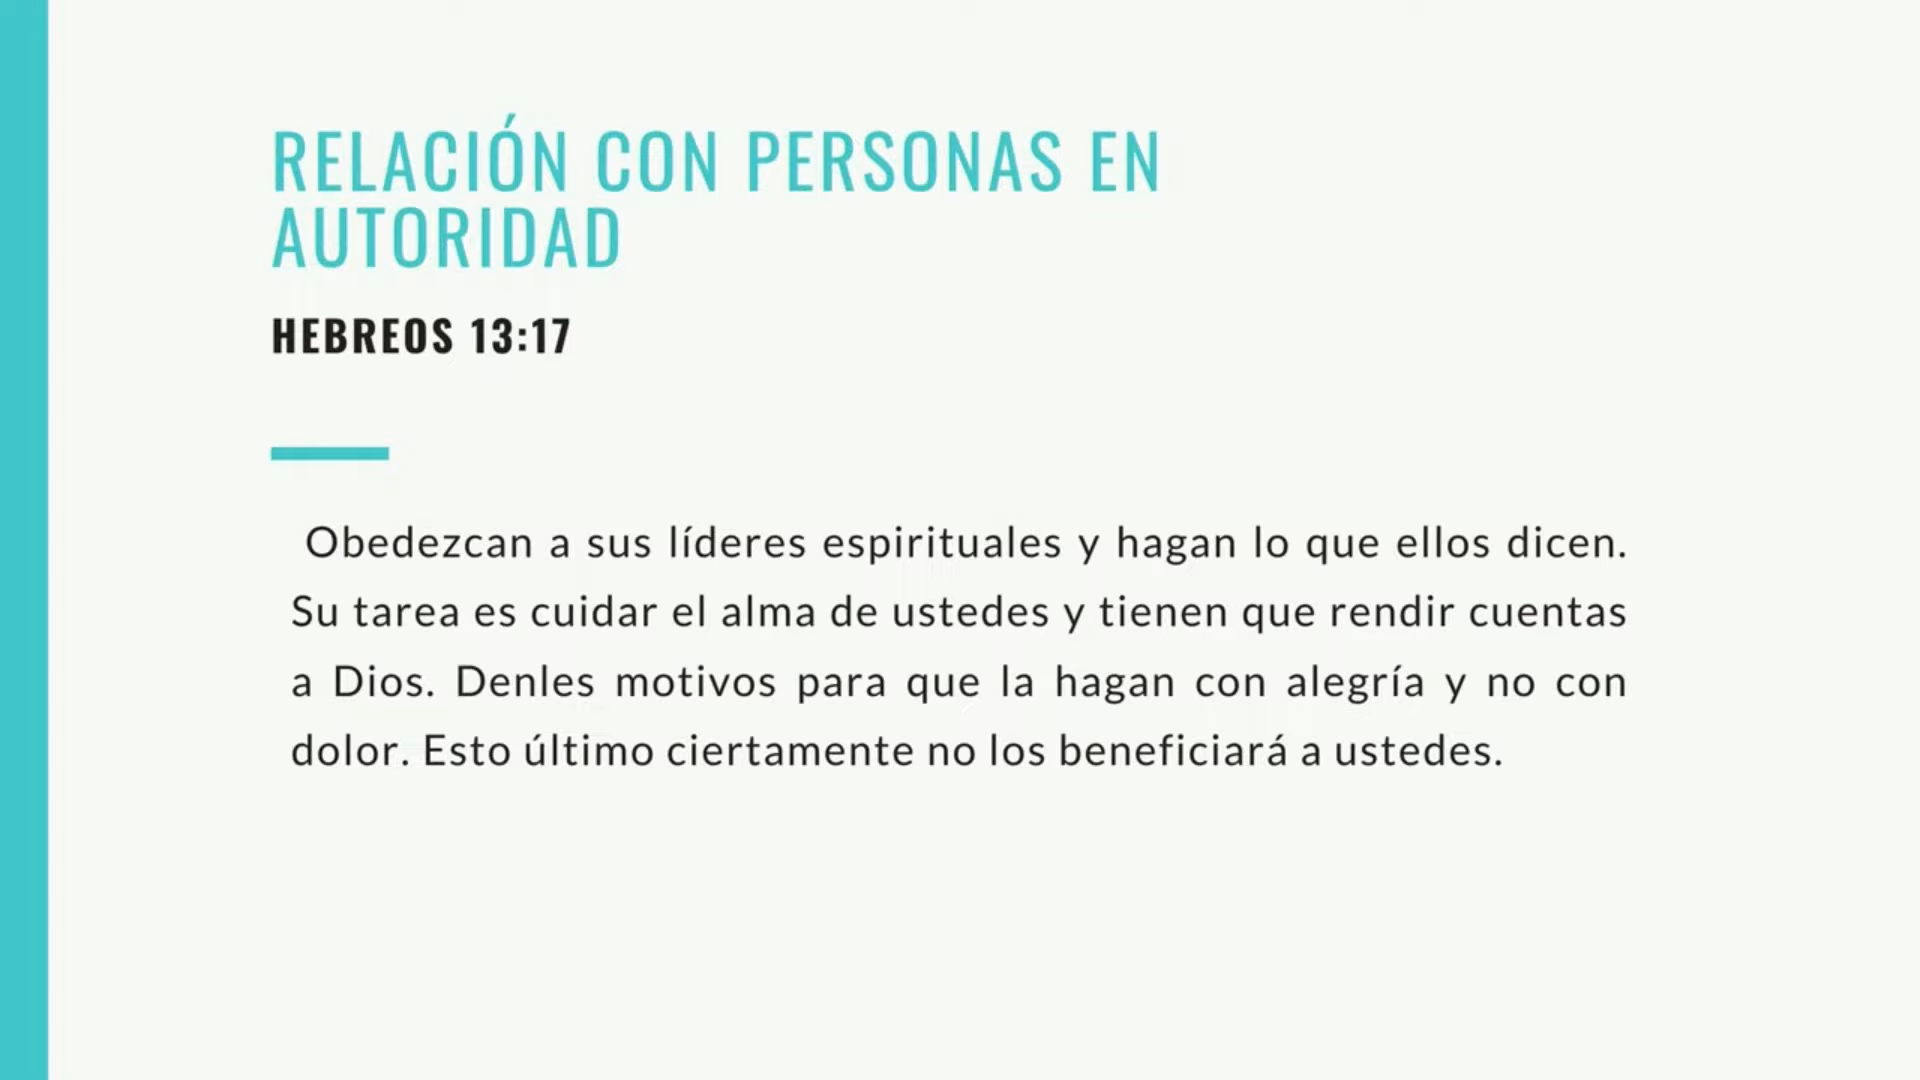 RELACIÓN CON PERSONAS EN
AUTORIDAD
HEBREOS 13:17
Obedezcan a sus líderes espirituales y hagan lo que ellos dicen.
Su tarea es cuidar el alma de ustedes y tienen que rendir cuentas
a Dios. Denles motivos para que la hagan con alegría y no con
dolor. Esto último ciertamente no los beneficiará a ustedes.